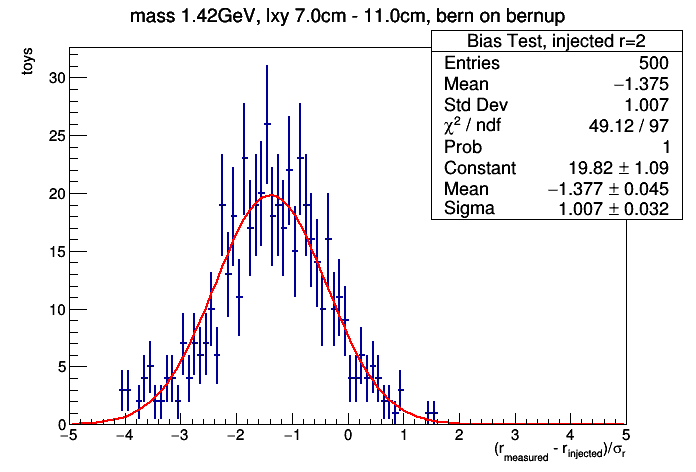 mass 1.42GeV, lxy 7.0cm - 11.0cm, bern on bernup
Bias Test, injected r=2
Entries 500
Mean −1.375
Std Dev 1.007
χ² / ndf 49.12 / 97
Prob 1
Constant 19.82 ± 1.09
Mean −1.377 ± 0.045
Sigma 1.007 ± 0.032
toys
30
25
20
15
10
5
0
−5 −4 −3 −2 −1 0 1 2 3 4 5
(r_measured - r_injected)/σ_r